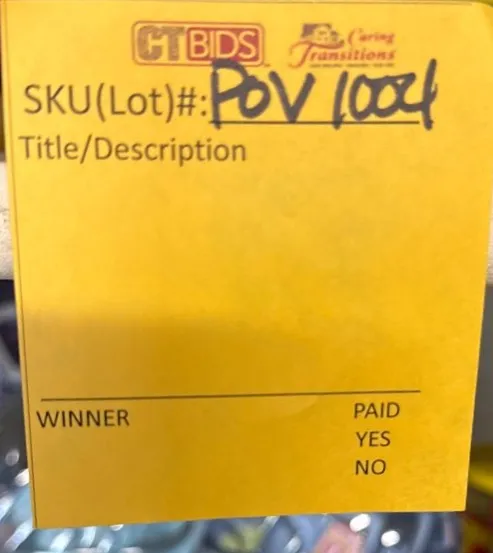 CTBIDS
Caring
Transitions
SKU(Lot)#: POV 1004
Title/Description
WINNER
PAID
YES
NO